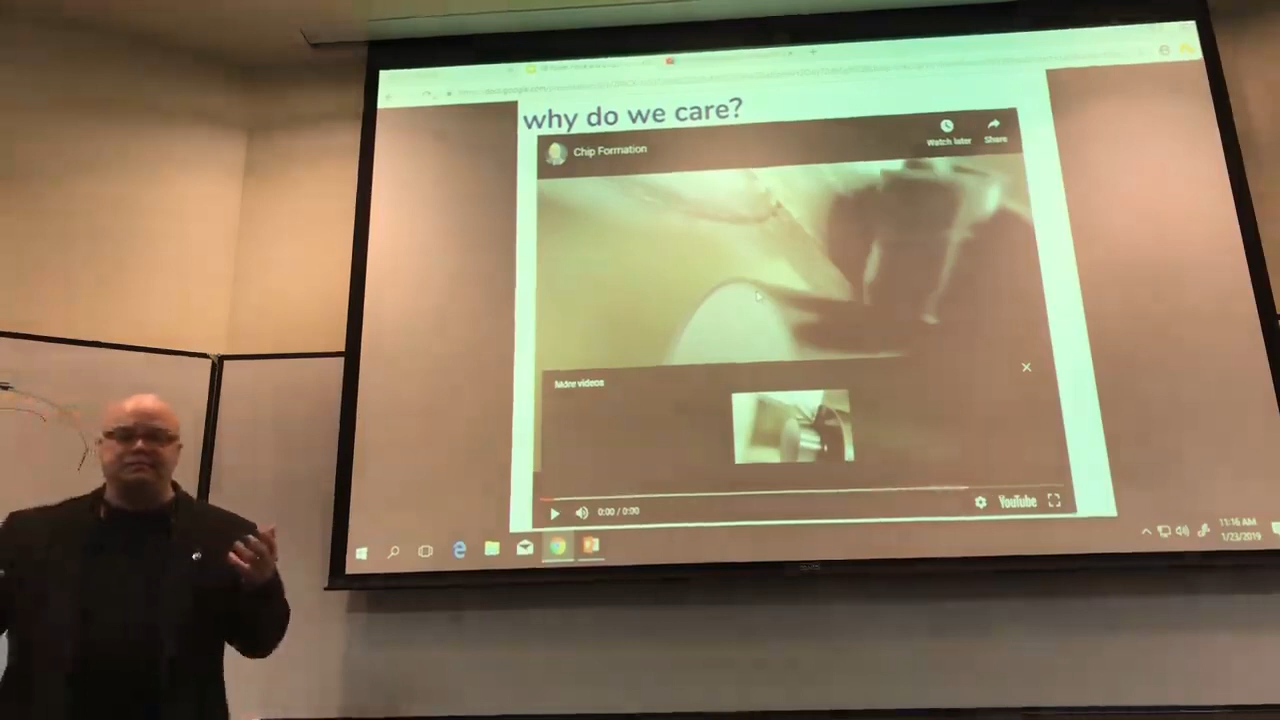 why do we care?
Chip Formation
Watch later
Share
More videos
0:00 / 0:00
YouTube
11:16 AM
1/23/2019